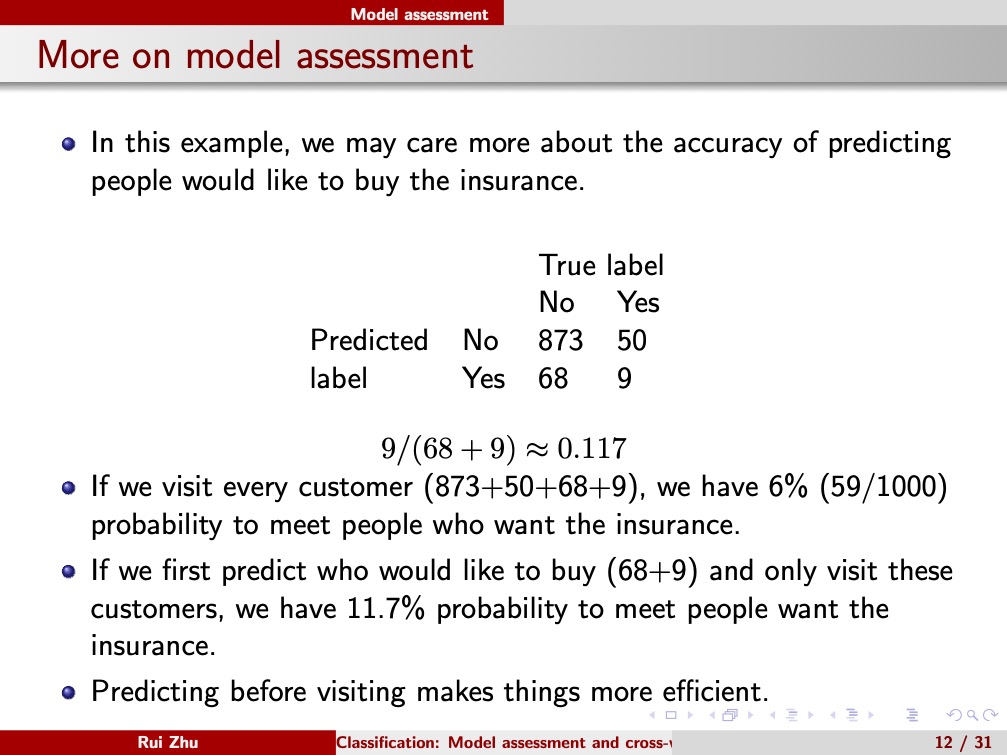 Model assessment
More on model assessment
In this example, we may care more about the accuracy of predicting
people would like to buy the insurance.
True label
No Yes
Predicted No 873 50
label Yes 68 9
9/(68 + 9) ≈ 0.117
If we visit every customer (873+50+68+9), we have 6% (59/1000)
probability to meet people who want the insurance.
If we first predict who would like to buy (68+9) and only visit these
customers, we have 11.7% probability to meet people want the
insurance.
Predicting before visiting makes things more efficient.
Rui Zhu Classification: Model assessment and cross-v 12 / 31